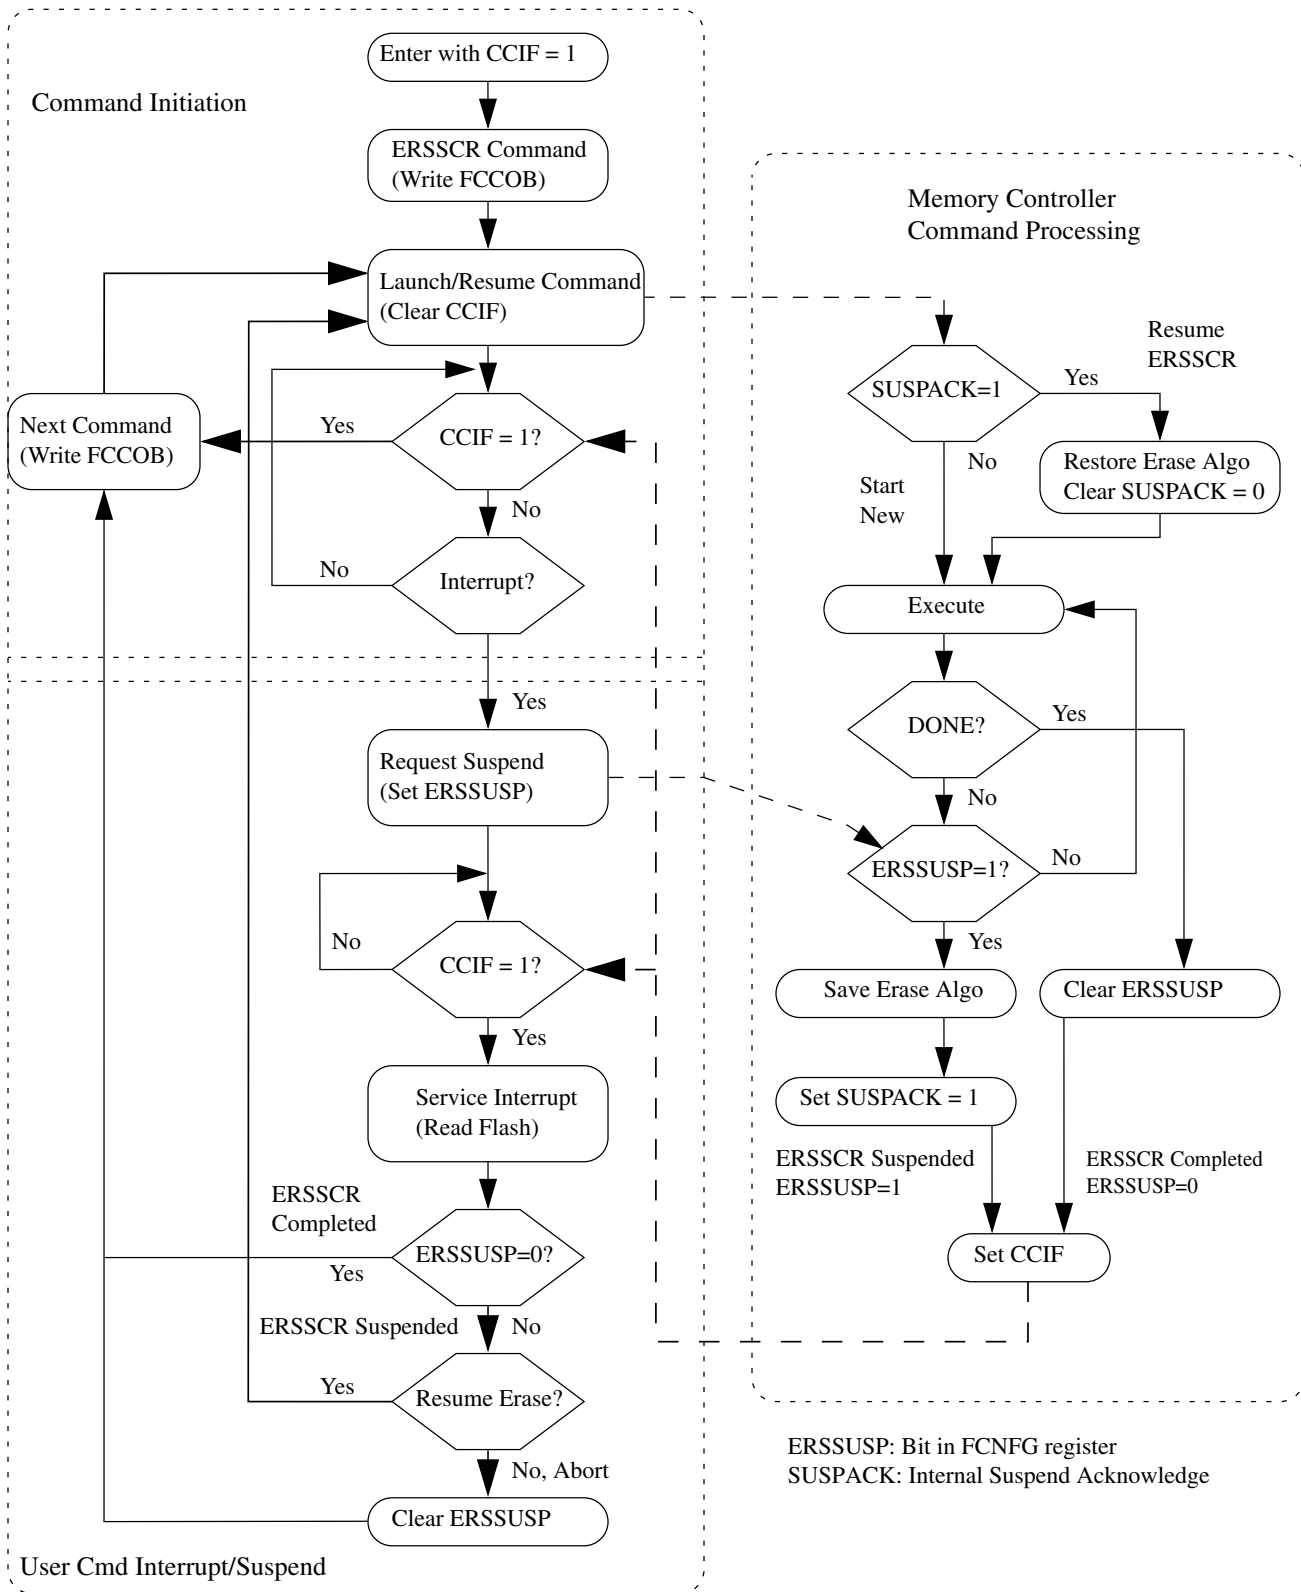 Enter with CCIF = 1
Command Initiation
ERSSCR Command
(Write FCCOB)
Launch/Resume Command
(Clear CCIF)
Next Command
(Write FCCOB)
Yes
CCIF = 1?
No
No
Interrupt?
Yes
Request Suspend
(Set ERSSUSP)
No
CCIF = 1?
Yes
Service Interrupt
(Read Flash)
ERSSCR
Completed
ERSSUSP=0?
Yes
ERSSCR Suspended
No
Yes
Resume Erase?
No, Abort
Clear ERSSUSP
User Cmd Interrupt/Suspend
Memory Controller
Command Processing
Resume
ERSSCR
SUSPACK=1
Yes
No
Restore Erase Algo
Clear SUSPACK = 0
Start
New
Execute
DONE?
Yes
No
ERSSUSP=1?
No
Yes
Save Erase Algo
Clear ERSSUSP
Set SUSPACK = 1
ERSSCR Suspended
ERSSUSP=1
ERSSCR Completed
ERSSUSP=0
Set CCIF
ERSSUSP: Bit in FCNFG register
SUSPACK: Internal Suspend Acknowledge